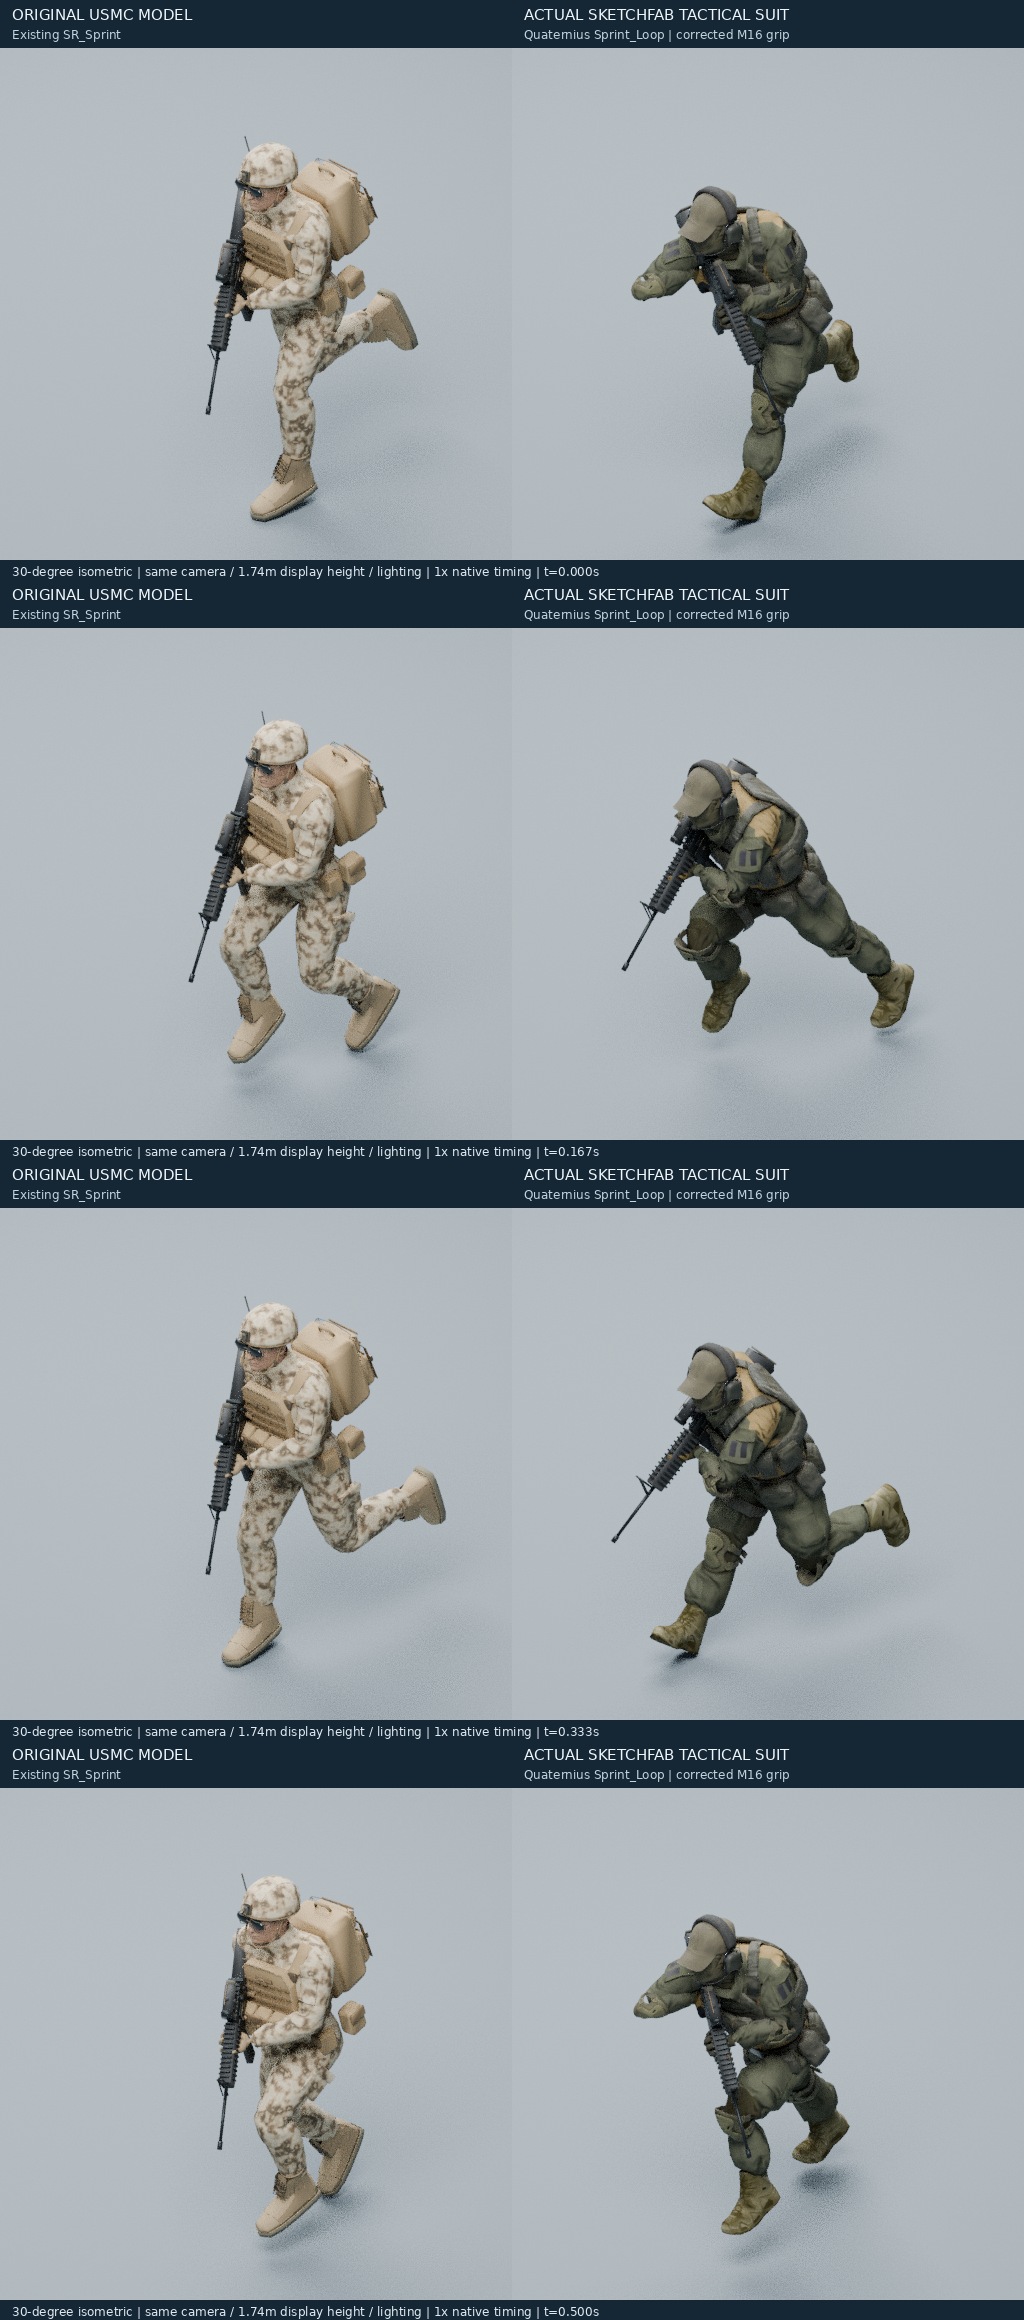 ORIGINAL USMC MODEL
Existing SR_Sprint
ACTUAL SKETCHFAB TACTICAL SUIT
Quaternius Sprint_Loop | corrected M16 grip
30-degree isometric | same camera / 1.74m display height / lighting | 1x native timing | t=0.000s
ORIGINAL USMC MODEL
Existing SR_Sprint
ACTUAL SKETCHFAB TACTICAL SUIT
Quaternius Sprint_Loop | corrected M16 grip
30-degree isometric | same camera / 1.74m display height / lighting | 1x native timing | t=0.167s
ORIGINAL USMC MODEL
Existing SR_Sprint
ACTUAL SKETCHFAB TACTICAL SUIT
Quaternius Sprint_Loop | corrected M16 grip
30-degree isometric | same camera / 1.74m display height / lighting | 1x native timing | t=0.333s
ORIGINAL USMC MODEL
Existing SR_Sprint
ACTUAL SKETCHFAB TACTICAL SUIT
Quaternius Sprint_Loop | corrected M16 grip
30-degree isometric | same camera / 1.74m display height / lighting | 1x native timing | t=0.500s